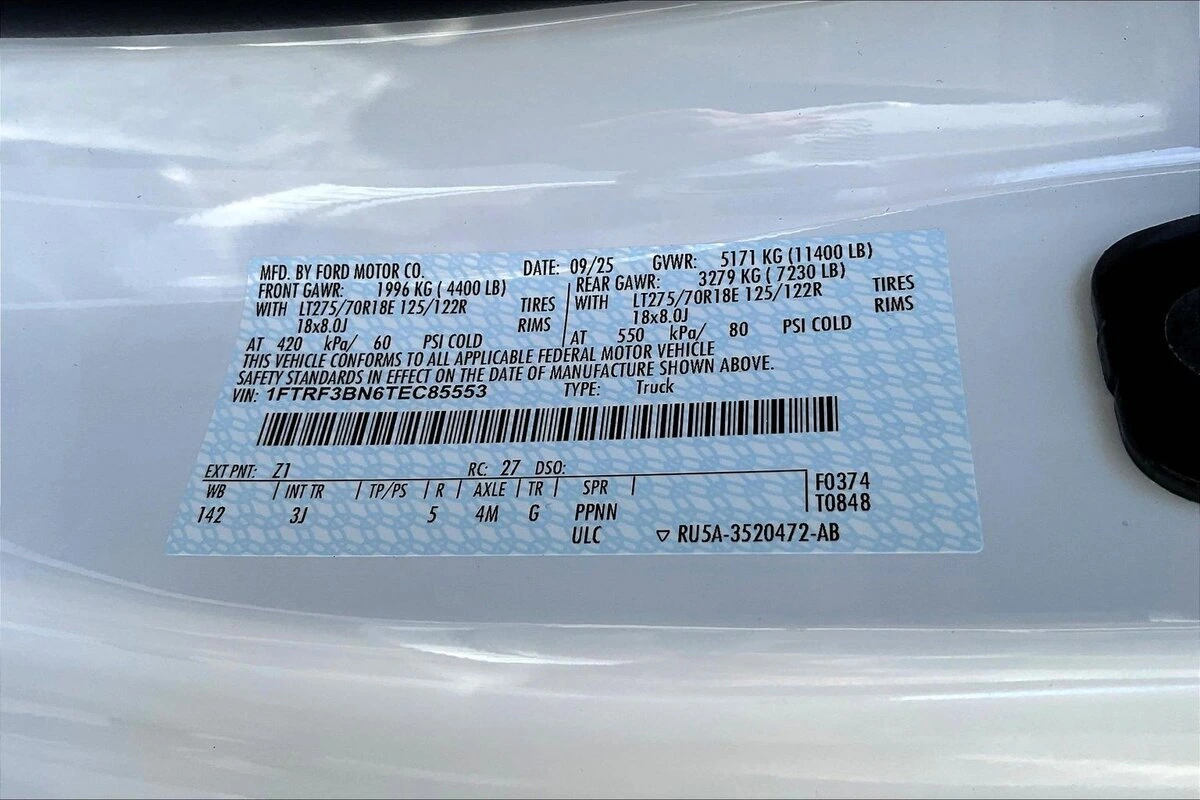 MFD. BY FORD MOTOR CO. DATE: 09/25 GVWR: 5171 KG (11400 LB)
FRONT GAWR: 1996 KG ( 4400 LB) REAR GAWR: 3279 KG ( 7230 LB)
WITH LT275/70R18E 125/122R TIRES WITH LT275/70R18E 125/122R TIRES
18x8.0J RIMS 18x8.0J RIMS
AT 420 kPa/ 60 PSI COLD AT 550 kPa/ 80 PSI COLD
THIS VEHICLE CONFORMS TO ALL APPLICABLE FEDERAL MOTOR VEHICLE
SAFETY STANDARDS IN EFFECT ON THE DATE OF MANUFACTURE SHOWN ABOVE.
VIN: 1FTRF3BN6TEC85553 TYPE: Truck
EXT PNT: Z1 RC: 27 DSO:
WB INT TR TP/PS R AXLE TR SPR F0374
142 3J 5 4M G PPNN T0848
ULC ▽ RU5A-3520472-AB